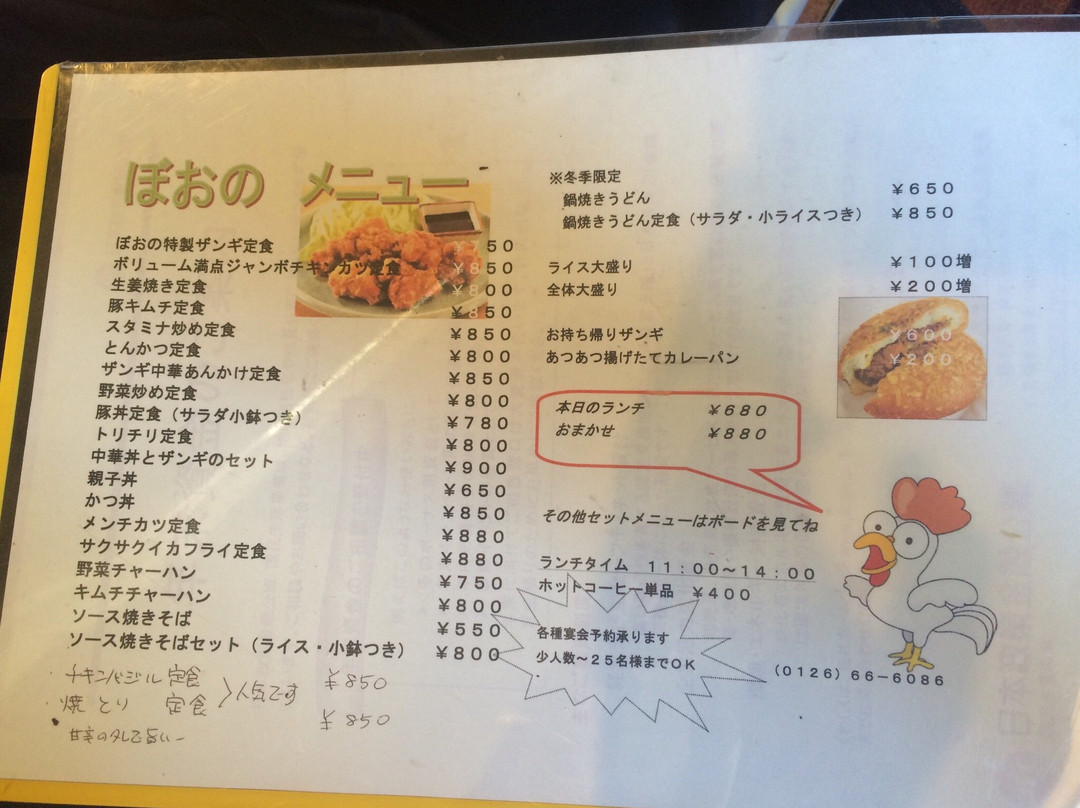 ぼおの メニュー
ぼおの特製ザンギ定食 ￥750
ボリューム満点ジャンボチキンカツ定食 ￥850
生姜焼き定食 ￥800
豚キムチ定食 ￥850
スタミナ炒め定食 ￥850
とんかつ定食 ￥800
ザンギ中華あんかけ定食 ￥850
野菜炒め定食 ￥800
豚丼定食（サラダ小鉢つき） ￥780
トリチリ定食 ￥800
中華丼とザンギのセット ￥900
親子丼 ￥650
かつ丼 ￥850
メンチカツ定食 ￥880
サクサクイカフライ定食 ￥880
野菜チャーハン ￥750
キムチチャーハン ￥800
ソース焼きそば ￥550
ソース焼きそばセット（ライス・小鉢つき） ￥800
チキンバジル定食 ￥850
焼とり 定食 ￥850
人気です
甘辛のタレで旨いー
※冬季限定
鍋焼きうどん ￥650
鍋焼きうどん定食（サラダ・小ライスつき） ￥850
ライス大盛り ￥100増
全体大盛り ￥200増
お持ち帰りザンギ ￥600
あつあつ揚げたてカレーパン ￥200
本日のランチ ￥680
おまかせ ￥880
その他セットメニューはボードを見てね
ランチタイム 11：00～14：00
ホットコーヒー単品 ￥400
各種宴会予約承ります
少人数～25名様までOK
(0126)66-6086